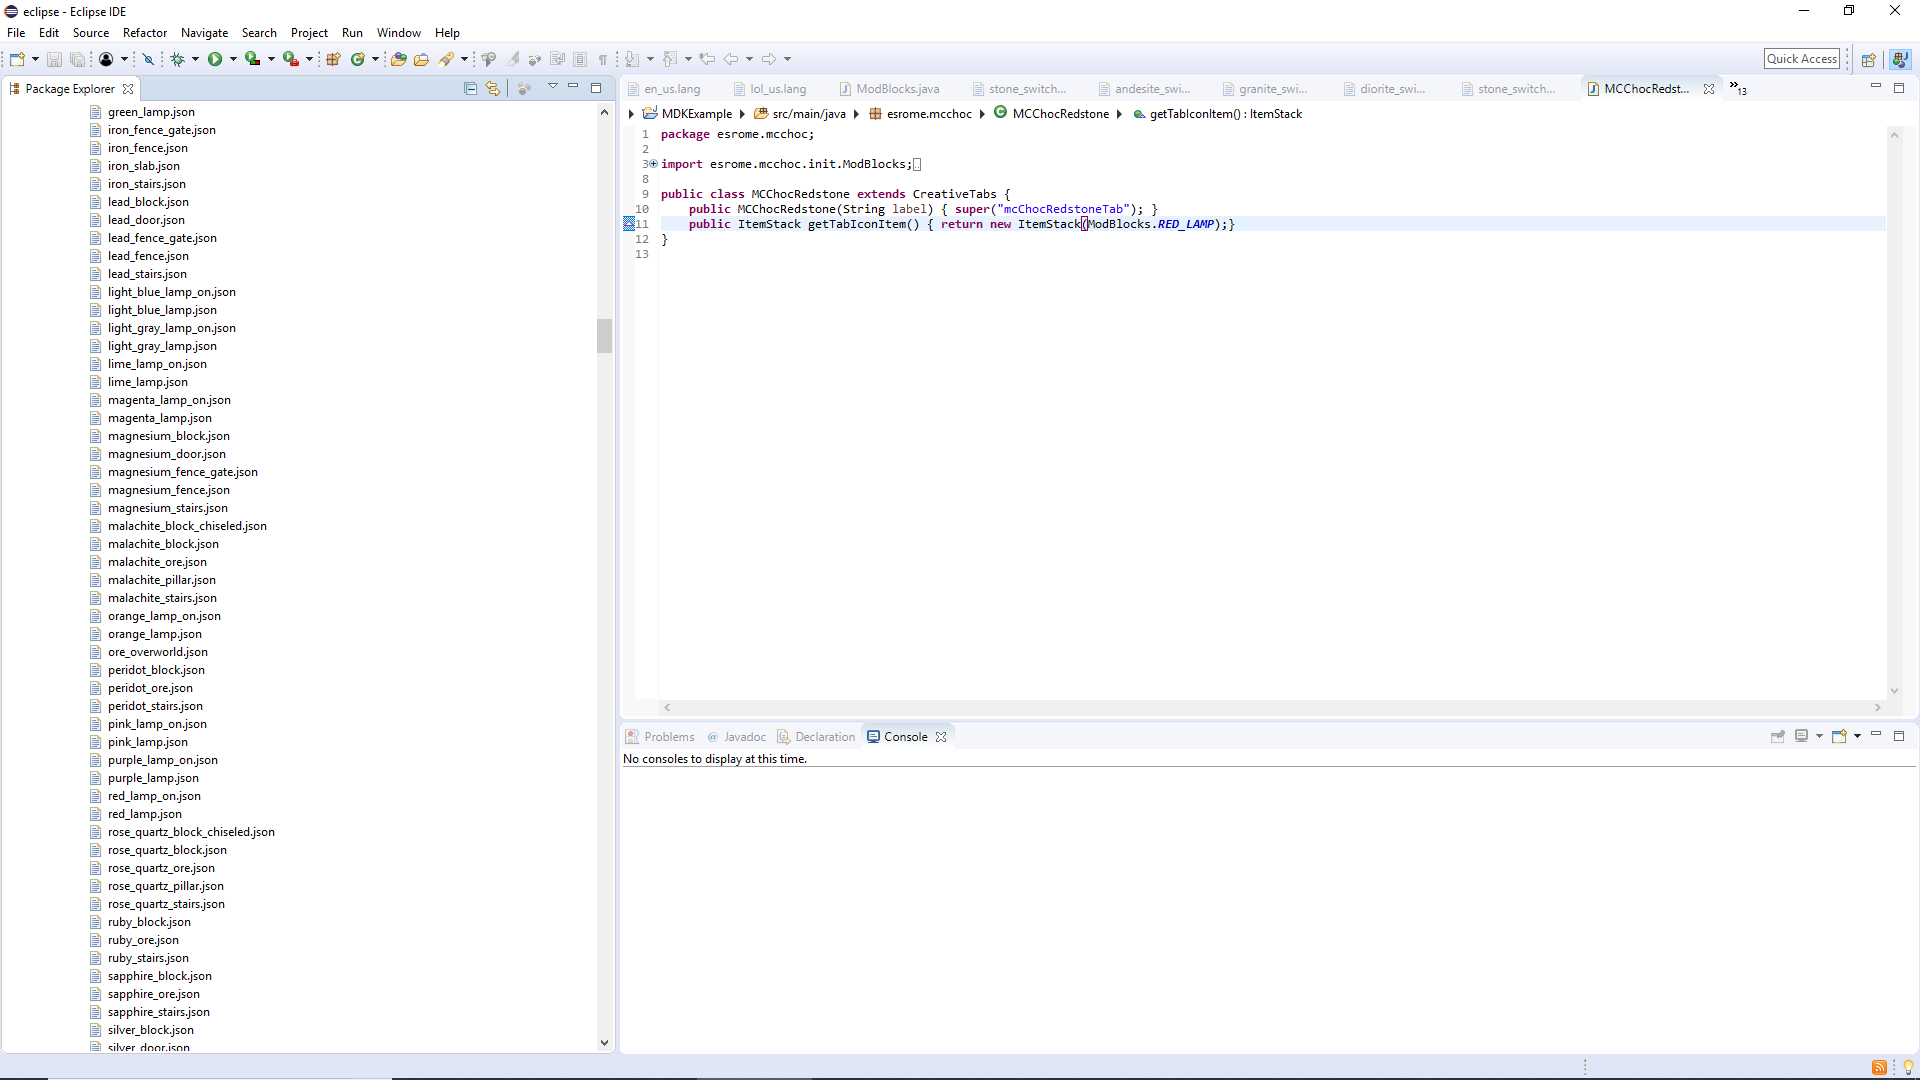 eclipse - Eclipse IDE
File Edit Source Refactor Navigate Search Project Run Window Help
Quick Access
Package Explorer
green_lamp.json
iron_fence_gate.json
iron_fence.json
iron_slab.json
iron_stairs.json
lead_block.json
lead_door.json
lead_fence_gate.json
lead_fence.json
lead_stairs.json
light_blue_lamp_on.json
light_blue_lamp.json
light_gray_lamp_on.json
light_gray_lamp.json
lime_lamp_on.json
lime_lamp.json
magenta_lamp_on.json
magenta_lamp.json
magnesium_block.json
magnesium_door.json
magnesium_fence_gate.json
magnesium_fence.json
magnesium_stairs.json
malachite_block_chiseled.json
malachite_block.json
malachite_ore.json
malachite_pillar.json
malachite_stairs.json
orange_lamp_on.json
orange_lamp.json
ore_overworld.json
peridot_block.json
peridot_ore.json
peridot_stairs.json
pink_lamp_on.json
pink_lamp.json
purple_lamp_on.json
purple_lamp.json
red_lamp_on.json
red_lamp.json
rose_quartz_block_chiseled.json
rose_quartz_block.json
rose_quartz_ore.json
rose_quartz_pillar.json
rose_quartz_stairs.json
ruby_block.json
ruby_ore.json
ruby_stairs.json
sapphire_block.json
sapphire_ore.json
sapphire_stairs.json
silver_block.json
silver_door.json
en_us.lang lol_us.lang ModBlocks.java stone_switch... andesite_swi... granite_swi... diorite_swi... stone_switch... MCChocRedst... »13
MDKExample src/main/java esrome.mcchoc MCChocRedstone getTabIconItem() : ItemStack
1 package esrome.mcchoc;
2
3 import esrome.mcchoc.init.ModBlocks;
8
9 public class MCChocRedstone extends CreativeTabs {
10 public MCChocRedstone(String label) { super("mcChocRedstoneTab"); }
11 public ItemStack getTabIconItem() { return new ItemStack(ModBlocks.RED_LAMP);}
12 }
13
Problems @ Javadoc Declaration Console
No consoles to display at this time.